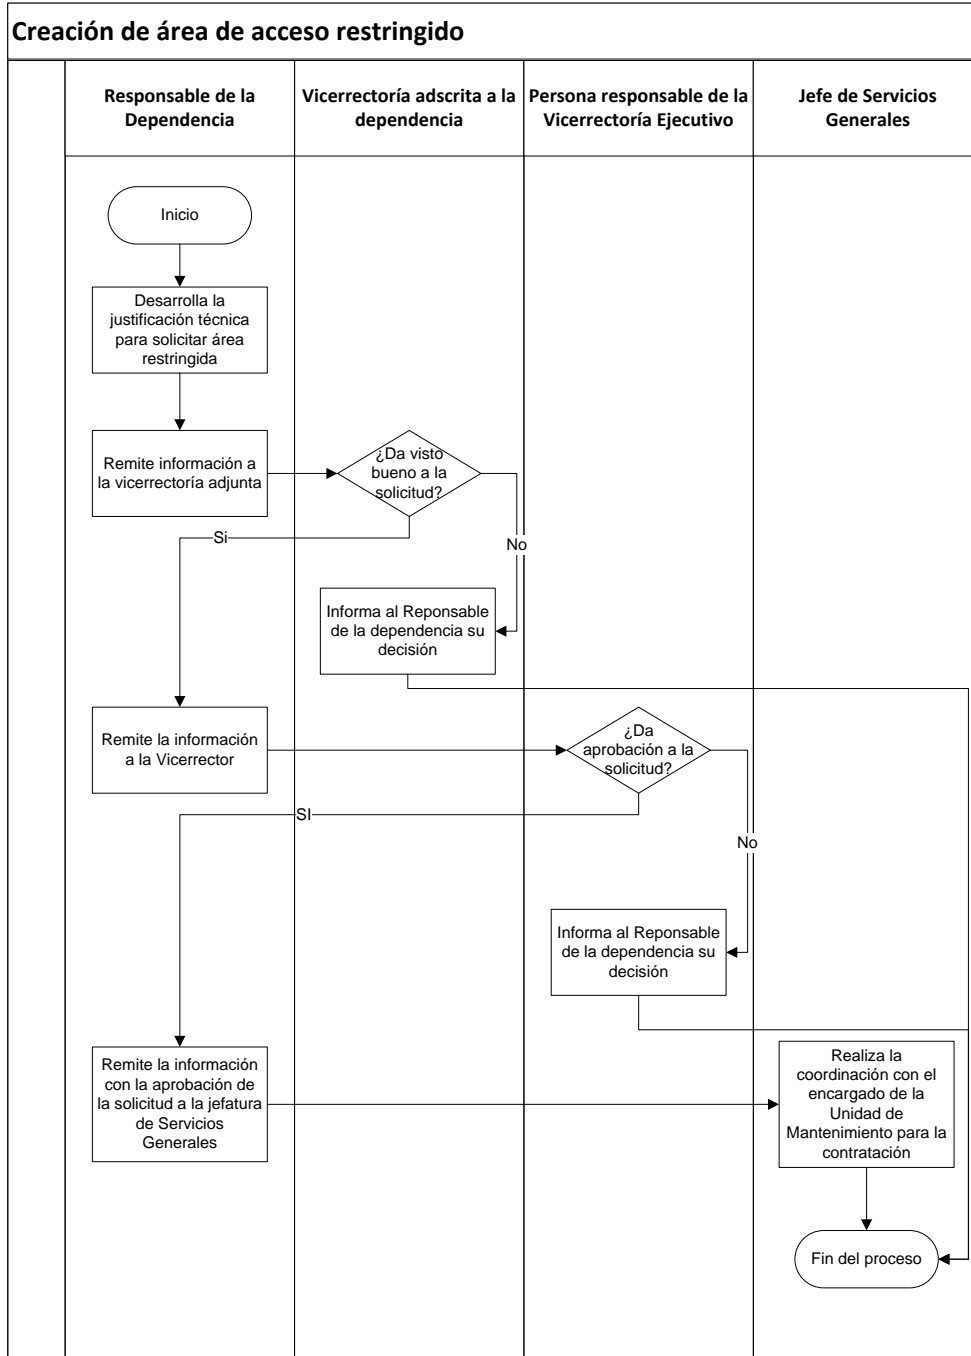 Creación de área de acceso restringido
Responsable de la
Dependencia
Vicerrectoría adscrita a la
dependencia
Persona responsable de la
Vicerrectoría Ejecutivo
Jefe de Servicios
Generales
Inicio
Desarrolla la
justificación técnica
para solicitar área
restringida
Remite información a
la vicerrectoría adjunta
¿Da visto
bueno a la
solicitud?
Si
No
Informa al Reponsable
de la dependencia su
decisión
Remite la información
a la Vicerrector
¿Da
aprobación a la
solicitud?
SI
No
Informa al Reponsable
de la dependencia su
decisión
Remite la información
con la aprobación de
la solicitud a la jefatura
de Servicios
Generales
Realiza la
coordinación con el
encargado de la
Unidad de
Mantenimiento para la
contratación
Fin del proceso